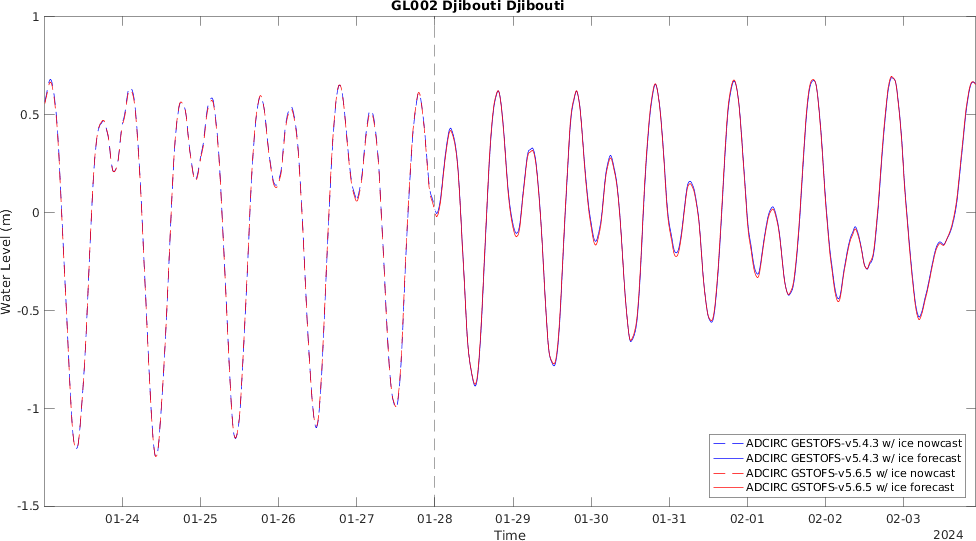 GL002 Djibouti Djibouti
1
0.5
0
-0.5
-1
-1.5
Water Level (m)
01-24 01-25 01-26 01-27 01-28 01-29 01-30 01-31 02-01 02-02 02-03
Time
2024
ADCIRC GESTOFS-v5.4.3 w/ ice nowcast
ADCIRC GESTOFS-v5.4.3 w/ ice forecast
ADCIRC GSTOFS-v5.6.5 w/ ice nowcast
ADCIRC GSTOFS-v5.6.5 w/ ice forecast